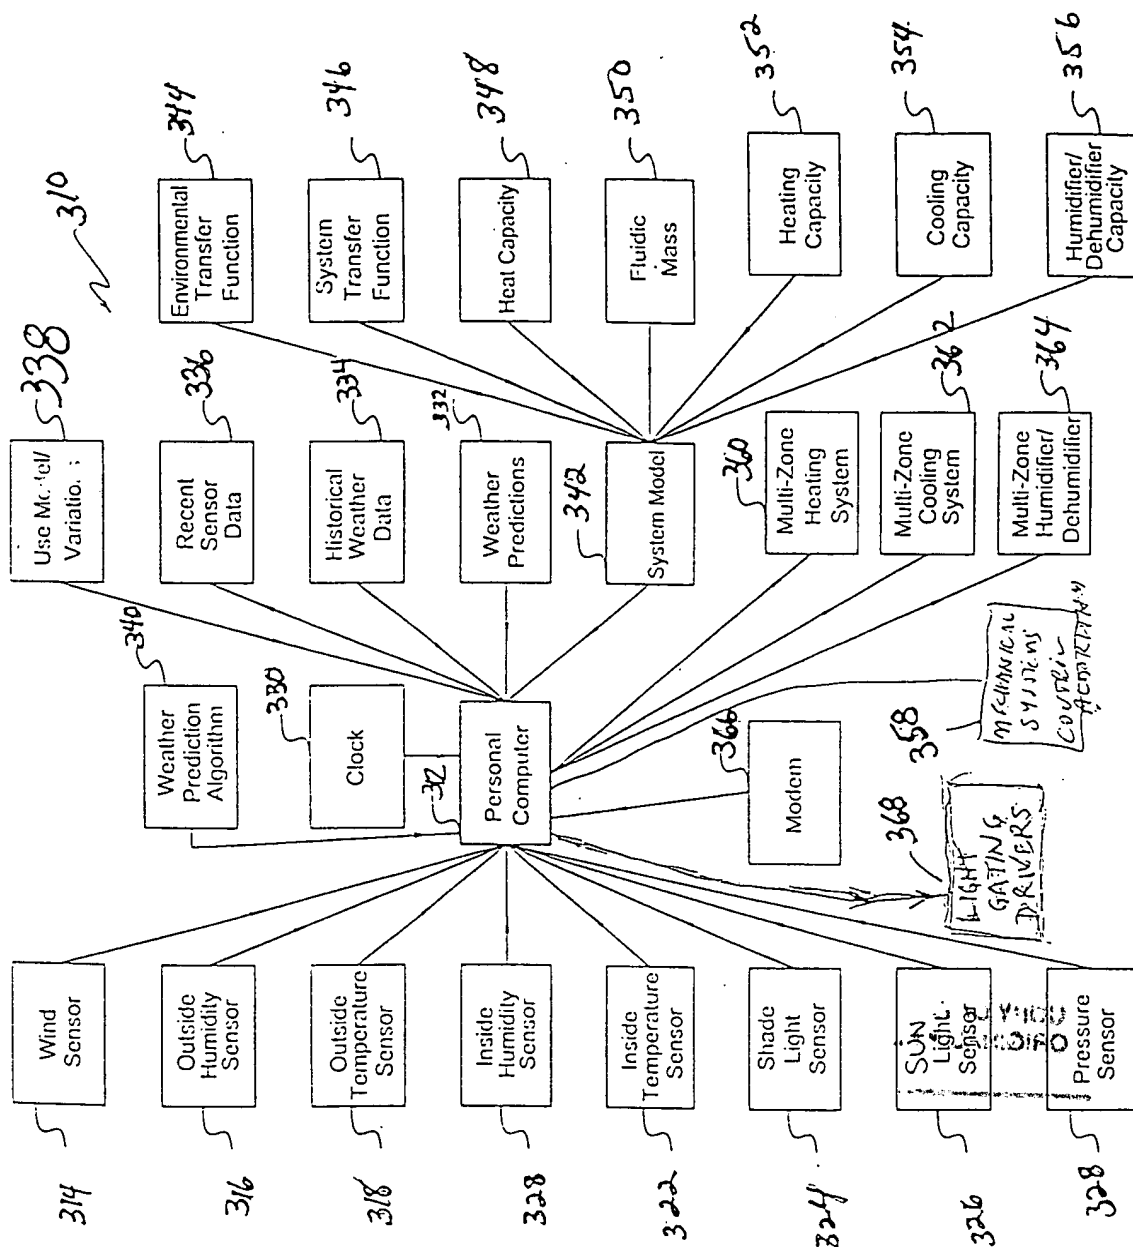 310
314
Wind
Sensor
316
Outside
Humidity
Sensor
318
Outside
Temperature
Sensor
328
Inside
Humidity
Sensor
322
Inside
Temperature
Sensor
324
Shade
Light
Sensor
326
SUN
Light
Sensor
328
Pressure
Sensor
340
Weather
Prediction
Algorithm
330
Clock
312
Personal
Computer
366
Modem
368
LIGHT
GATING
DRIVERS
358
MECHANICAL
SYSTEMS
CONTROL
338
Use Model/
336
Recent
Sensor
Data
334
Historical
Weather
Data
332
Weather
Predictions
342
System Model
360
Multi-Zone
Heating
System
362
Multi-Zone
Cooling
System
364
Multi-Zone
Humidifier/
Dehumidifier
344
Environmental
Transfer
Function
346
System
Transfer
Function
348
Heat Capacity
350
Fluidic
Mass
352
Heating
Capacity
354
Cooling
Capacity
356
Humidifier/
Dehumidifier
Capacity